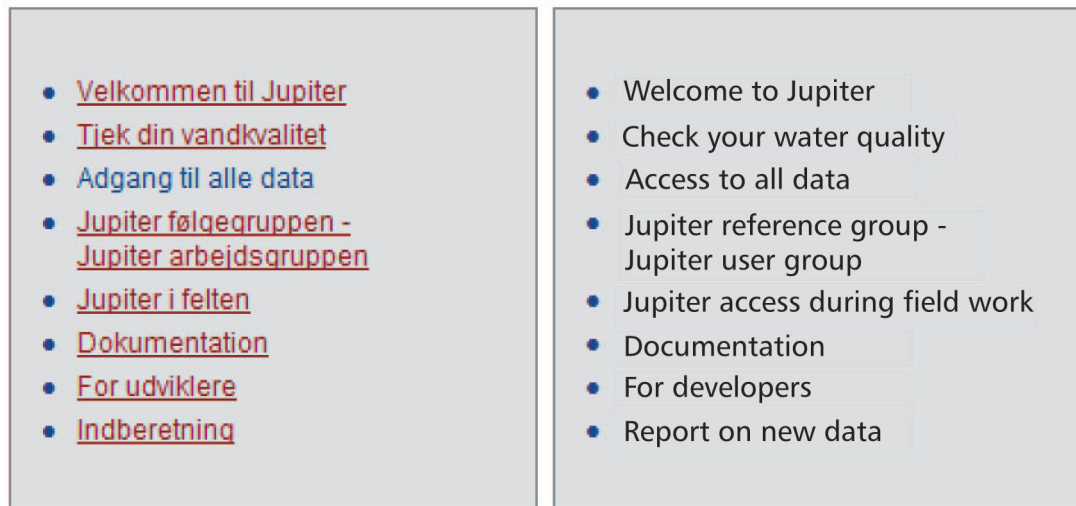 Velkommen til Jupiter
Tjek din vandkvalitet
Adgang til alle data
Jupiter følgegruppen -
Jupiter arbejdsgruppen
Jupiter i felten
Dokumentation
For udviklere
Indberetning
Welcome to Jupiter
Check your water quality
Access to all data
Jupiter reference group -
Jupiter user group
Jupiter access during field work
Documentation
For developers
Report on new data